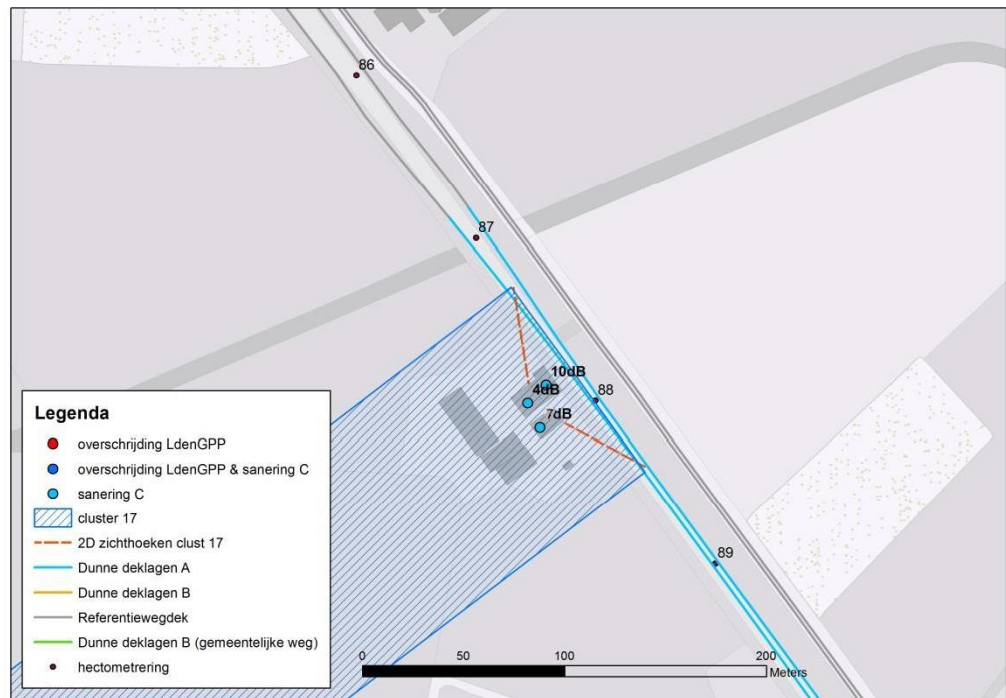 86
87
10dB
4dB
88
7dB
89
Legenda
overschrijding LdenGPP
overschrijding LdenGPP & sanering C
sanering C
cluster 17
2D zichthoeken clust 17
Dunne deklagen A
Dunne deklagen B
Referentiewegdek
Dunne deklagen B (gemeentelijke weg)
hectometrering
0 50 100 200
Meters